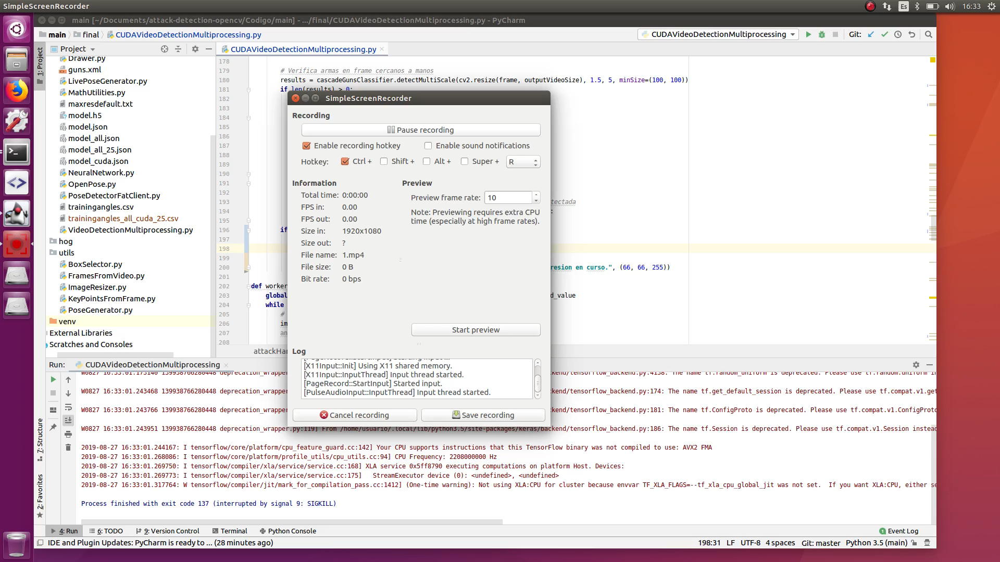 SimpleScreenRecorder
Es
16:33
main [~/Documents/attack-detection-opencv/Codigo/main] - .../final/CUDAVideoDetectionMultiprocessing.py - PyCharm
main
final
CUDAVideoDetectionMultiprocessing.py
CUDAVideoDetectionMultiprocessing
Git:
1: Project
Project
CUDAVideoDetectionMultiprocessing.py
Drawer.py
guns.xml
LivePoseGenerator.py
MathUtilities.py
maxresdefault.txt
model.h5
model.json
model_all.json
model_all_25.json
model_cuda.json
NeuralNetwork.py
OpenPose.py
PoseDetectorFatClient.py
trainingangles.csv
trainingangles_all_cuda_25.csv
VideoDetectionMultiprocessing.py
hog
utils
BoxSelector.py
FramesFromVideo.py
ImageResizer.py
KeyPointsFromFrame.py
PoseGenerator.py
venv
External Libraries
Scratches and Consoles
178
179 # Verifica armas en frame cercanos a manos
180 results = cascadeGunsClassifier.detectMultiScale(cv2.resize(frame, outputVideoSize), 1.5, 5, minSize=(100, 100))
181 if len(results) > 0:
182
183
184
185
186
187
188
189
190
191
192
193 tectada
194 :
195
196 if
197
198
199
200 resion en curso.", (66, 66, 255))
201
202 def worker
203 global d_value
204 while
205 #
206 im
207 an
208
attackHan
SimpleScreenRecorder
Recording
Pause recording
Enable recording hotkey Enable sound notifications
Hotkey: Ctrl + Shift + Alt + Super + R
Information
Total time: 0:00:00
FPS in: 0.00
FPS out: 0.00
Size in: 1920x1080
Size out: ?
File name: 1.mp4
File size: 0 B
Bit rate: 0 bps
Preview
Preview frame rate: 10
Note: Previewing requires extra CPU
time (especially at high frame rates).
Start preview
Log
[PageRecord::StartInput] Starting input ...
[X11Input::Init] Using X11 shared memory.
[X11Input::InputThread] Input thread started.
[PageRecord::StartInput] Started input.
[PulseAudioInput::InputThread] Input thread started.
Cancel recording
Save recording
Run: CUDAVideoDetectionMultiprocessing
W0827 16:33:01.173140 139938766280448 deprecation_wrapp kend/tensorflow_backend.py:4138: The name tf.random_uniform is deprecated. Please use tf.random.uniform in
W0827 16:33:01.243468 139938766280448 deprecation_wrapp kend/tensorflow_backend.py:174: The name tf.get_default_session is deprecated. Please use tf.compat.v1.get
W0827 16:33:01.243766 139938766280448 deprecation_wrapp kend/tensorflow_backend.py:181: The name tf.ConfigProto is deprecated. Please use tf.compat.v1.ConfigProto
W0827 16:33:01.243951 139938766280448 deprecation_wrapper.py:119] From /home/usuario/.local/lib/python3.5/site-packages/keras/backend/tensorflow_backend.py:186: The name tf.Session is deprecated. Please use tf.compat.v1.Session instead
2019-08-27 16:33:01.244167: I tensorflow/core/platform/cpu_feature_guard.cc:142] Your CPU supports instructions that this TensorFlow binary was not compiled to use: AVX2 FMA
2019-08-27 16:33:01.268086: I tensorflow/core/platform/profile_utils/cpu_utils.cc:94] CPU Frequency: 2208000000 Hz
2019-08-27 16:33:01.269750: I tensorflow/compiler/xla/service/service.cc:168] XLA service 0x5ff8790 executing computations on platform Host. Devices:
2019-08-27 16:33:01.269773: I tensorflow/compiler/xla/service/service.cc:175] StreamExecutor device (0): <undefined>, <undefined>
2019-08-27 16:33:01.317764: W tensorflow/compiler/jit/mark_for_compilation_pass.cc:1412] (One-time warning): Not using XLA:CPU for cluster because envvar TF_XLA_FLAGS=--tf_xla_cpu_global_jit was not set. If you want XLA:CPU, either se
Process finished with exit code 137 (interrupted by signal 9: SIGKILL)
7: Structure
2: Favorites
4: Run
6: TODO
9: Version Control
Terminal
Python Console
1 Event Log
IDE and Plugin Updates: PyCharm is ready to ... (28 minutes ago)
198:31 LF UTF-8 4 spaces Git: master Python 3.5 (main)